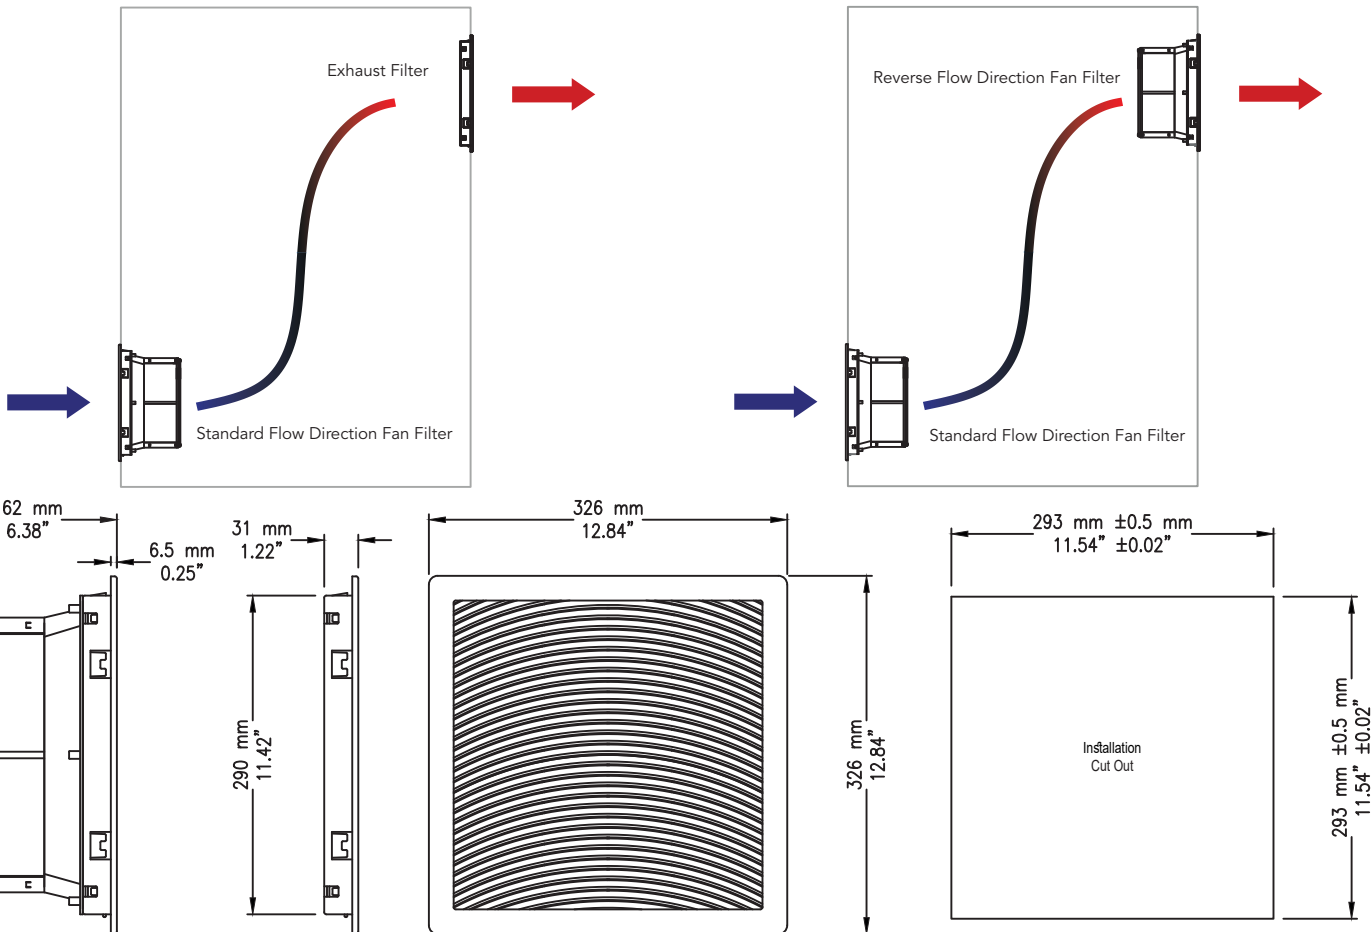 Exhaust Filter
Standard Flow Direction Fan Filter
Reverse Flow Direction Fan Filter
Standard Flow Direction Fan Filter
62 mm
6.38”
6.5 mm
0.25”
31 mm
1.22”
290 mm
11.42”
326 mm
12.84”
326 mm
12.84”
293 mm ±0.5 mm
11.54” ±0.02”
Installation
Cut Out
293 mm ±0.5 mm
11.54” ±0.02”